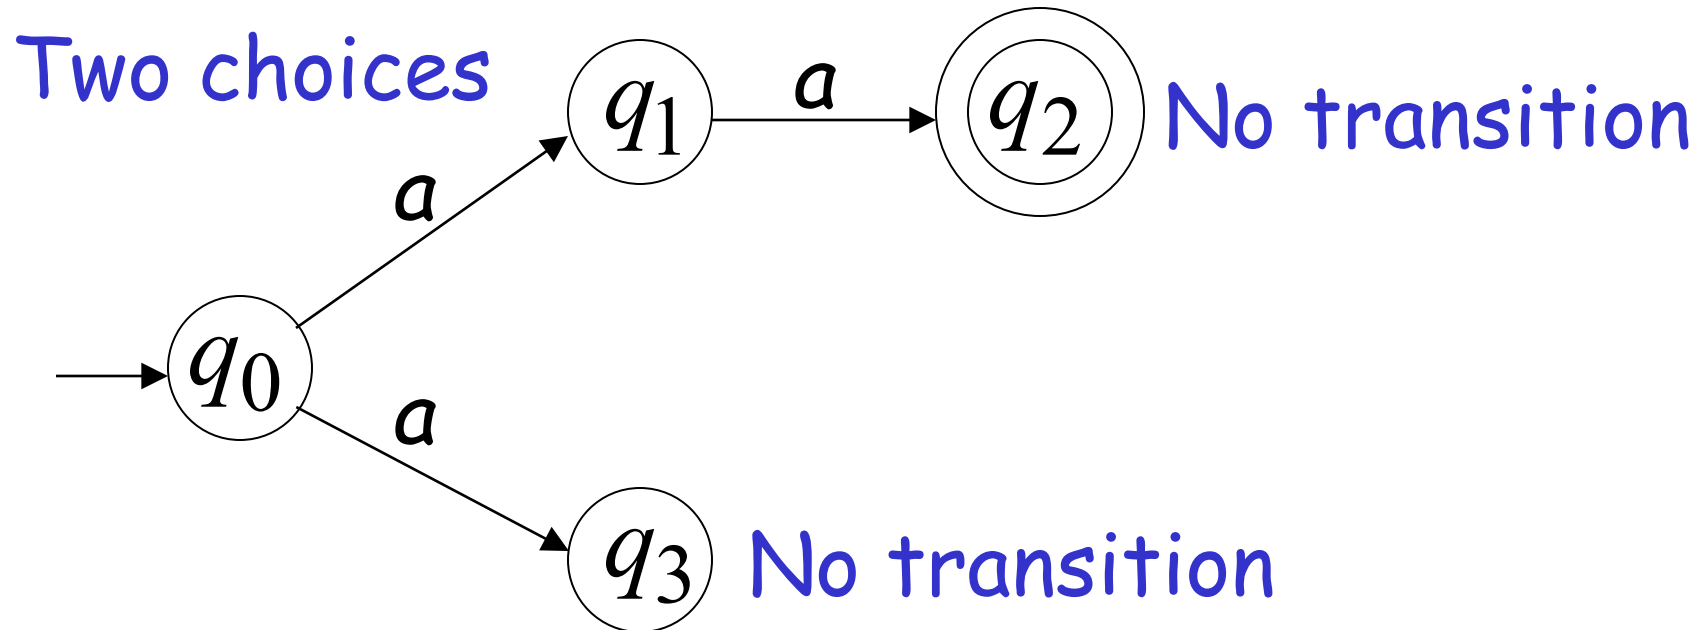 Two choices
q1
a
q2
No transition
a
q0
a
q3
No transition